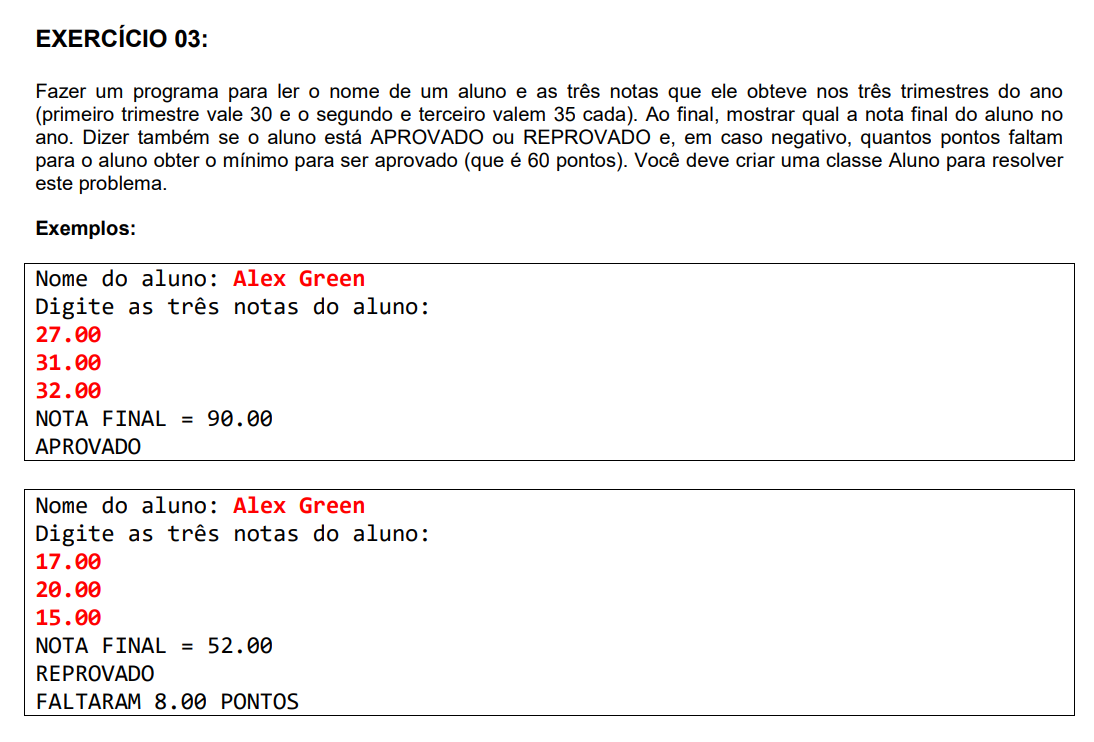 EXERCÍCIO 03:
Fazer um programa para ler o nome de um aluno e as três notas que ele obteve nos três trimestres do ano
(primeiro trimestre vale 30 e o segundo e terceiro valem 35 cada). Ao final, mostrar qual a nota final do aluno no
ano. Dizer também se o aluno está APROVADO ou REPROVADO e, em caso negativo, quantos pontos faltam
para o aluno obter o mínimo para ser aprovado (que é 60 pontos). Você deve criar uma classe Aluno para resolver
este problema.
Exemplos:
Nome do aluno: Alex Green
Digite as três notas do aluno:
27.00
31.00
32.00
NOTA FINAL = 90.00
APROVADO
Nome do aluno: Alex Green
Digite as três notas do aluno:
17.00
20.00
15.00
NOTA FINAL = 52.00
REPROVADO
FALTARAM 8.00 PONTOS